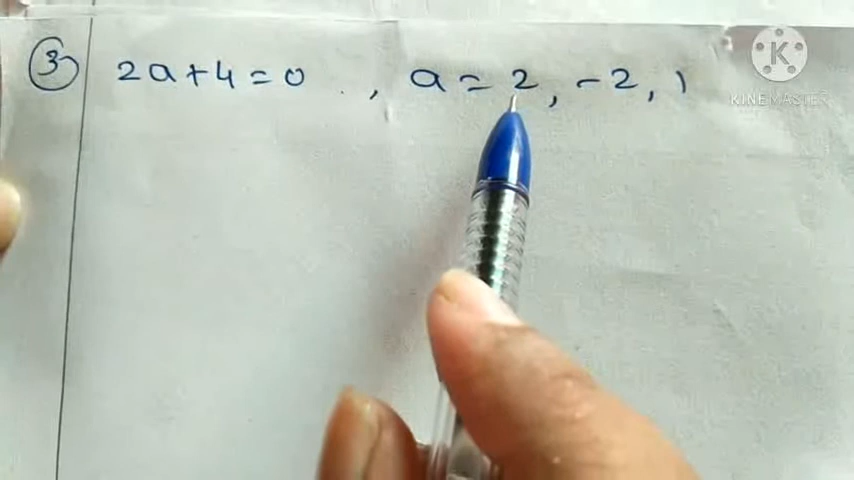 ③ 2a+4=0 , a = 2, -2, 1
K
KINEMASTER